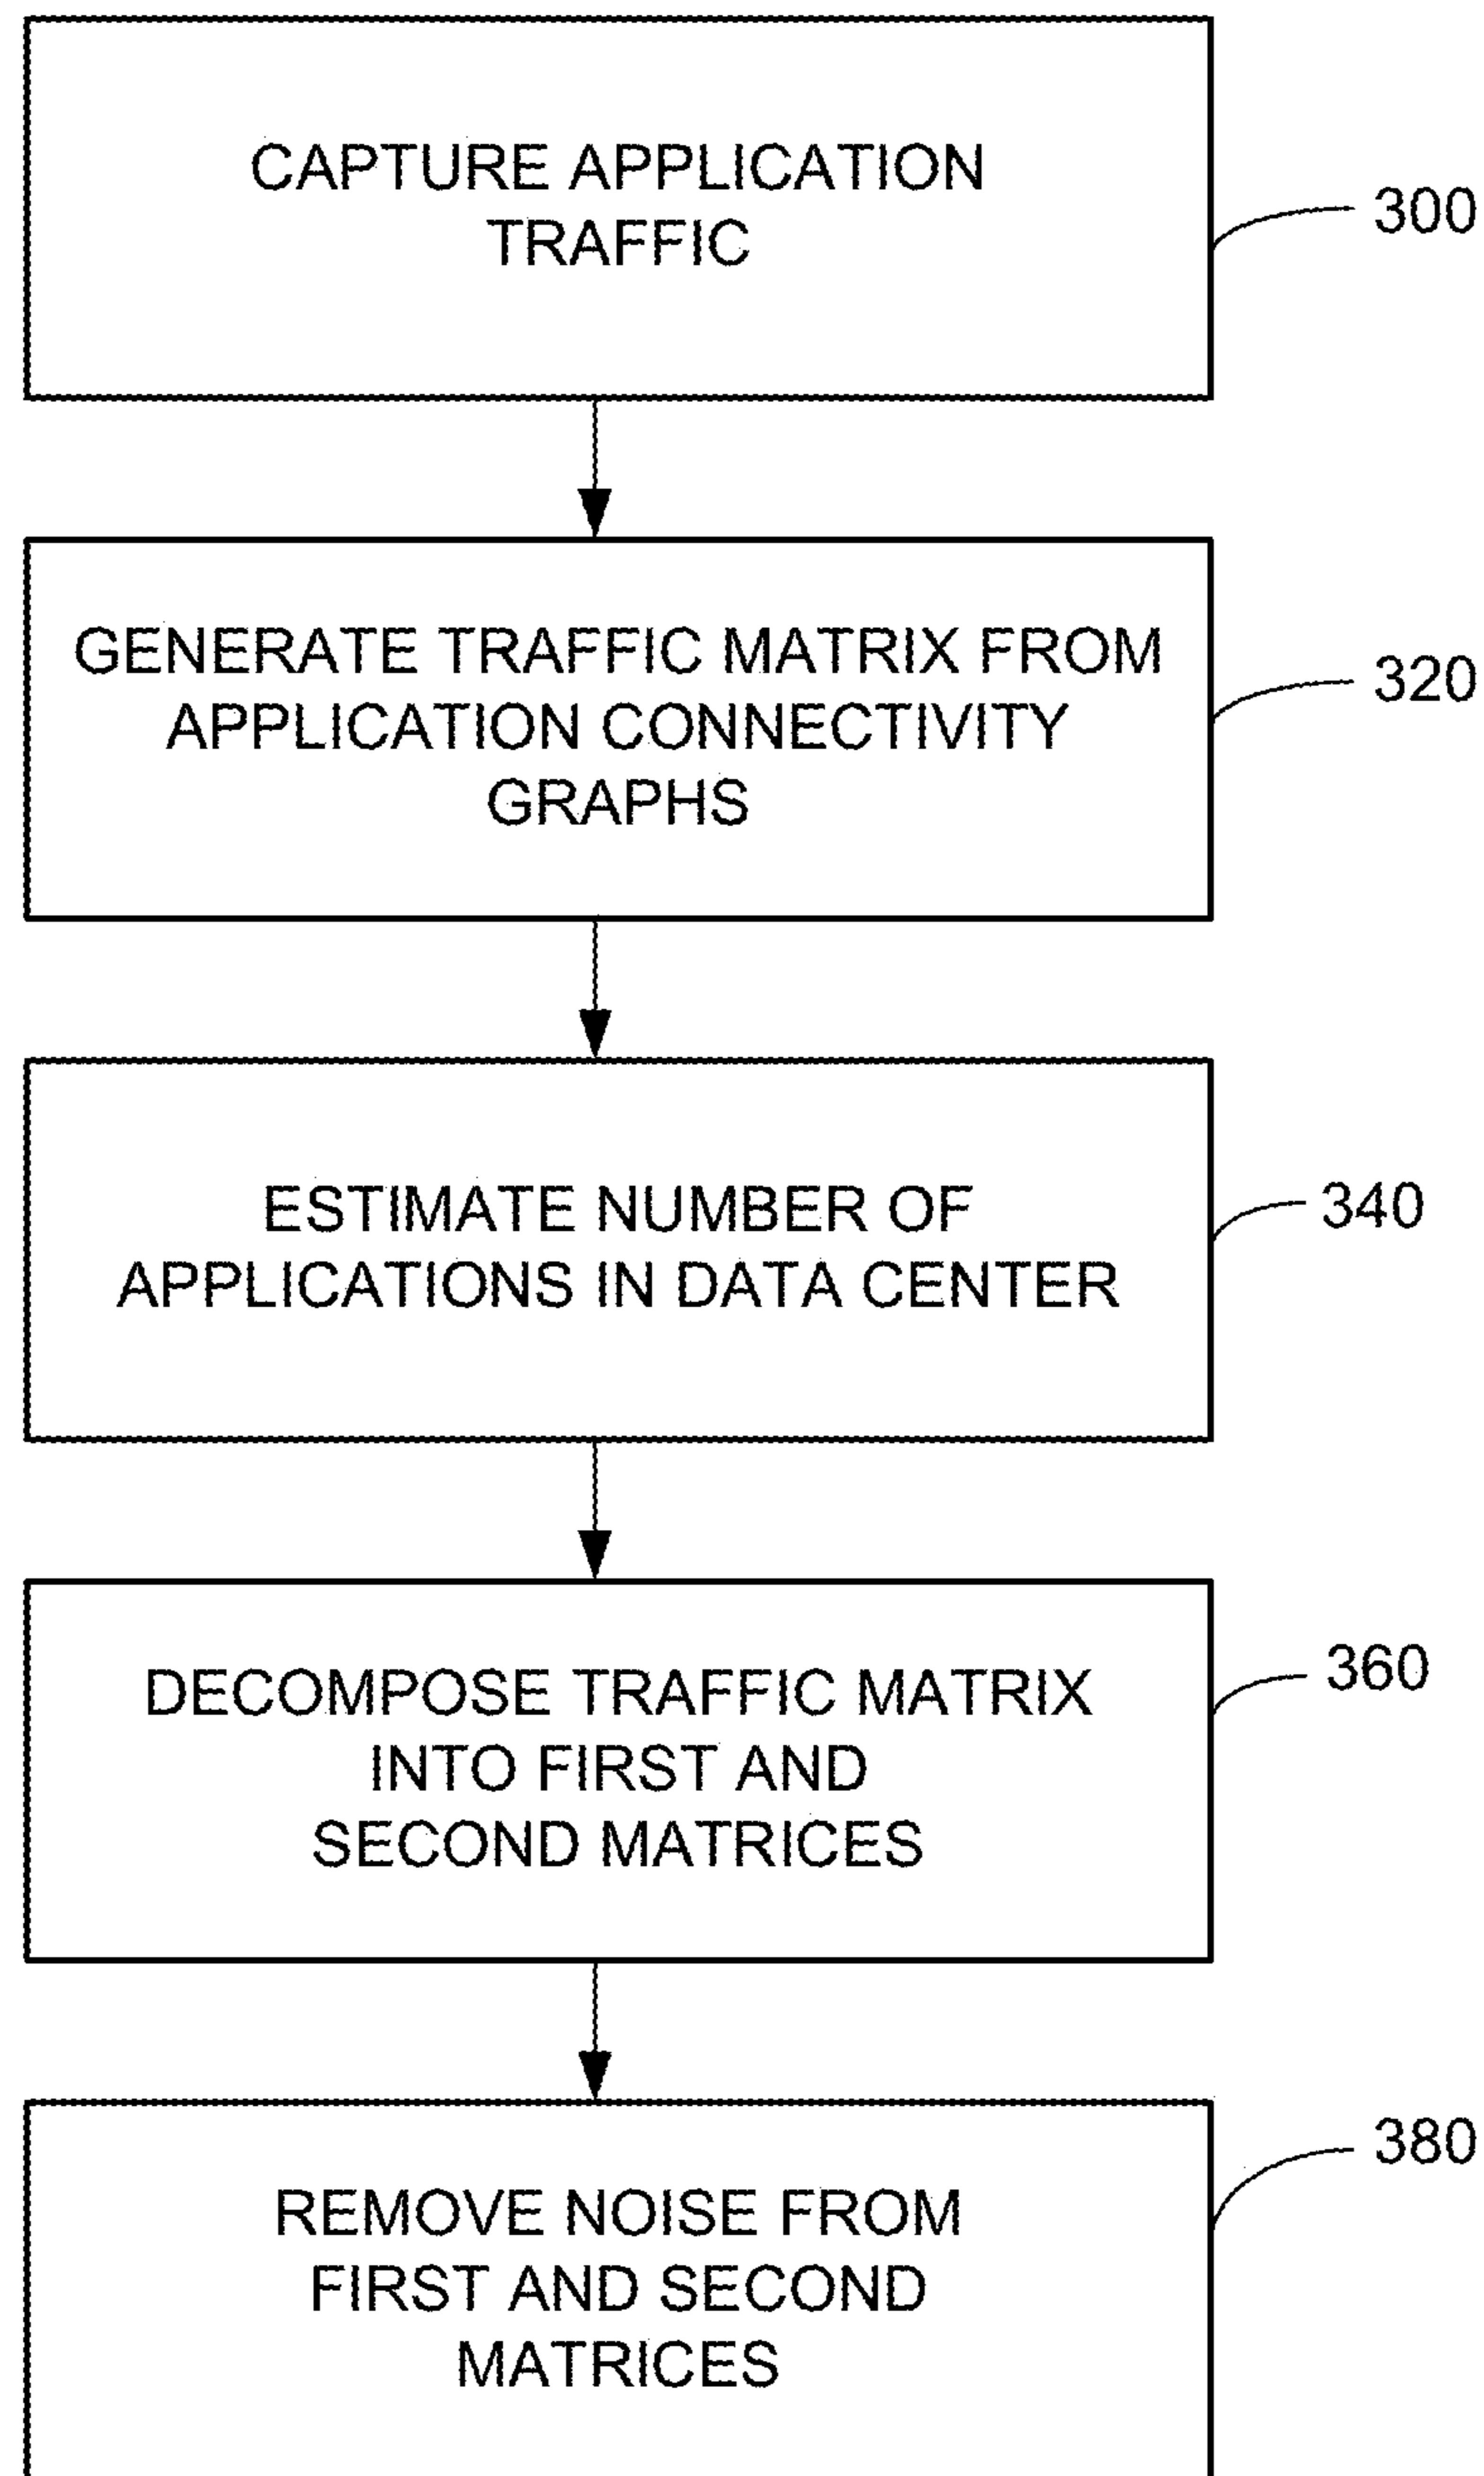 CAPTURE APPLICATION
TRAFFIC
300
GENERATE TRAFFIC MATRIX FROM
APPLICATION CONNECTIVITY
GRAPHS
320
ESTIMATE NUMBER OF
APPLICATIONS IN DATA CENTER
340
DECOMPOSE TRAFFIC MATRIX
INTO FIRST AND
SECOND MATRICES
360
REMOVE NOISE FROM
FIRST AND SECOND
MATRICES
380